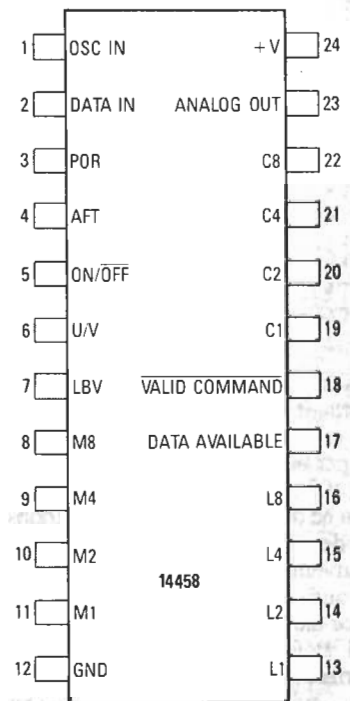 1 OSC IN +V 24
2 DATA IN ANALOG OUT 23
3 POR C8 22
4 AFT C4 21
5 ON/OFF C2 20
6 U/V C1 19
7 LBV VALID COMMAND 18
8 M8 DATA AVAILABLE 17
9 M4 L8 16
10 M2 L4 15
14458
11 M1 L2 14
12 GND L1 13